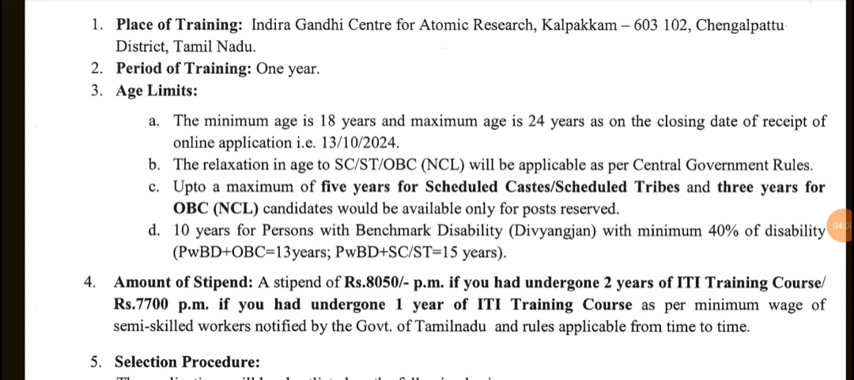 1. Place of Training: Indira Gandhi Centre for Atomic Research, Kalpakkam – 603 102, Chengalpattu
District, Tamil Nadu.
2. Period of Training: One year.
3. Age Limits:
a. The minimum age is 18 years and maximum age is 24 years as on the closing date of receipt of
online application i.e. 13/10/2024.
b. The relaxation in age to SC/ST/OBC (NCL) will be applicable as per Central Government Rules.
c. Upto a maximum of five years for Scheduled Castes/Scheduled Tribes and three years for
OBC (NCL) candidates would be available only for posts reserved.
d. 10 years for Persons with Benchmark Disability (Divyangjan) with minimum 40% of disability
(PwBD+OBC=13years; PwBD+SC/ST=15 years).
4. Amount of Stipend: A stipend of Rs.8050/- p.m. if you had undergone 2 years of ITI Training Course/
Rs.7700 p.m. if you had undergone 1 year of ITI Training Course as per minimum wage of
semi-skilled workers notified by the Govt. of Tamilnadu and rules applicable from time to time.
5. Selection Procedure: